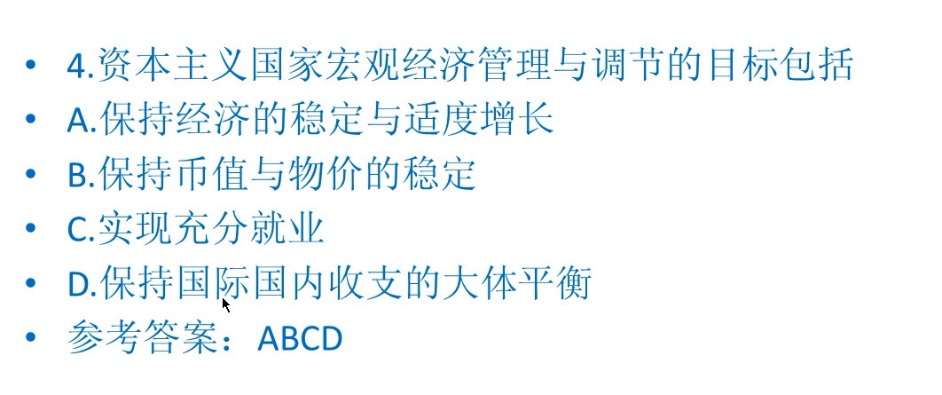 • 4.资本主义国家宏观经济管理与调节的目标包括
• A.保持经济的稳定与适度增长
• B.保持币值与物价的稳定
• C.实现充分就业
• D.保持国际国内收支的大体平衡
• 参考答案：ABCD